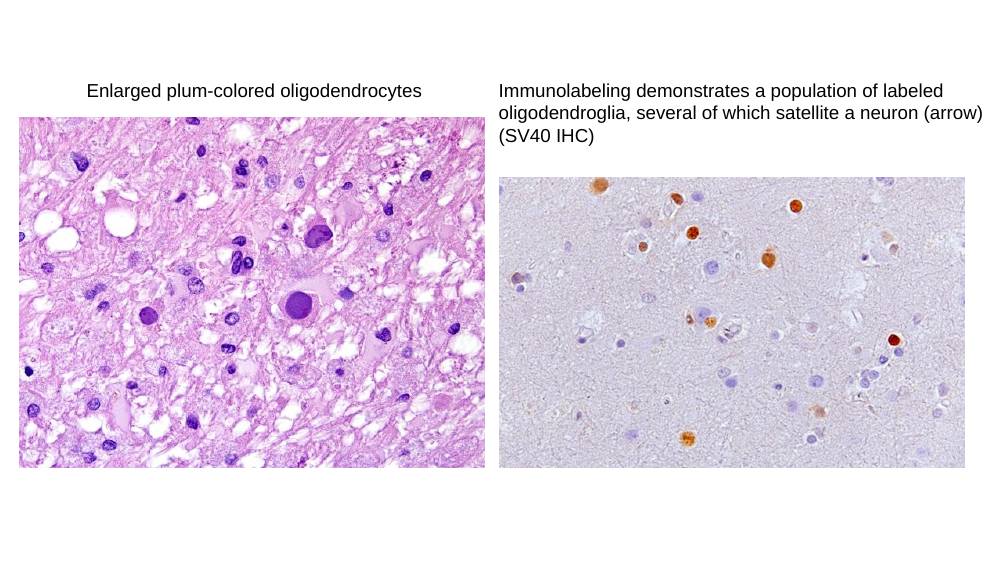 Enlarged plum-colored oligodendrocytes
Immunolabeling demonstrates a population of labeled
oligodendroglia, several of which satellite a neuron (arrow)
(SV40 IHC)